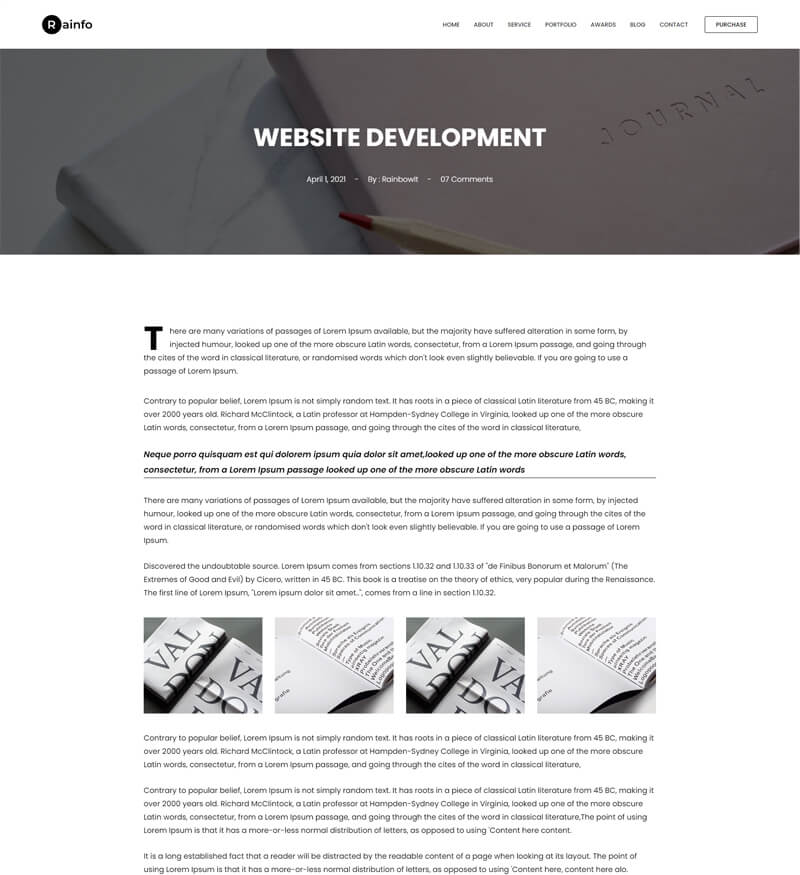 Rainfo
HOME ABOUT SERVICE PORTFOLIO AWARDS BLOG CONTACT PURCHASE
JOURNAL
WEBSITE DEVELOPMENT
April 1, 2021 - By : Rainbowit - 07 Comments
There are many variations of passages of Lorem Ipsum available, but the majority have suffered alteration in some form, by
injected humour, looked up one of the more obscure Latin words, consectetur, from a Lorem Ipsum passage, and going through
the cites of the word in classical literature, or randomised words which don't look even slightly believable. If you are going to use a
passage of Lorem Ipsum.
Contrary to popular belief, Lorem Ipsum is not simply random text. It has roots in a piece of classical Latin literature from 45 BC, making it
over 2000 years old. Richard McClintock, a Latin professor at Hampden-Sydney College in Virginia, looked up one of the more obscure
Latin words, consectetur, from a Lorem Ipsum passage, and going through the cites of the word in classical literature,
Neque porro quisquam est qui dolorem ipsum quia dolor sit amet,looked up one of the more obscure Latin words,
consectetur, from a Lorem Ipsum passage looked up one of the more obscure Latin words
There are many variations of passages of Lorem Ipsum available, but the majority have suffered alteration in some form, by injected
humour, looked up one of the more obscure Latin words, consectetur, from a Lorem Ipsum passage, and going through the cites of the
word in classical literature, or randomised words which don't look even slightly believable. If you are going to use a passage of Lorem
Ipsum.
Discovered the undoubtable source. Lorem Ipsum comes from sections 1.10.32 and 1.10.33 of "de Finibus Bonorum et Malorum" (The
Extremes of Good and Evil) by Cicero, written in 45 BC. This book is a treatise on the theory of ethics, very popular during the Renaissance.
The first line of Lorem Ipsum, "Lorem ipsum dolor sit amet..", comes from a line in section 1.10.32.
VAL
DON
VAL
DO
VAL
DON
VAL
DO
Contrary to popular belief, Lorem Ipsum is not simply random text. It has roots in a piece of classical Latin literature from 45 BC, making it
over 2000 years old. Richard McClintock, a Latin professor at Hampden-Sydney College in Virginia, looked up one of the more obscure
Latin words, consectetur, from a Lorem Ipsum passage, and going through the cites of the word in classical literature,
Contrary to popular belief, Lorem Ipsum is not simply random text. It has roots in a piece of classical Latin literature from 45 BC, making it
over 2000 years old. Richard McClintock, a Latin professor at Hampden-Sydney College in Virginia, looked up one of the more obscure
Latin words, consectetur, from a Lorem Ipsum passage, and going through the cites of the word in classical literature,The point of using
Lorem Ipsum is that it has a more-or-less normal distribution of letters, as opposed to using 'Content here content.
It is a long established fact that a reader will be distracted by the readable content of a page when looking at its layout. The point of
using Lorem Ipsum is that it has a more-or-less normal distribution of letters, as opposed to using 'Content here, content here alo.